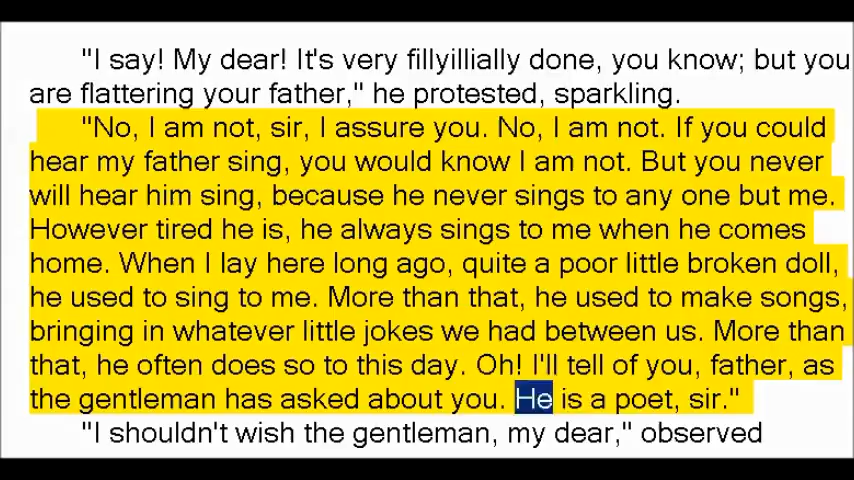 "I say! My dear! It's very fillyillially done, you know; but you
are flattering your father," he protested, sparkling.
"No, I am not, sir, I assure you. No, I am not. If you could
hear my father sing, you would know I am not. But you never
will hear him sing, because he never sings to any one but me.
However tired he is, he always sings to me when he comes
home. When I lay here long ago, quite a poor little broken doll,
he used to sing to me. More than that, he used to make songs,
bringing in whatever little jokes we had between us. More than
that, he often does so to this day. Oh! I'll tell of you, father, as
the gentleman has asked about you. He is a poet, sir."
"I shouldn't wish the gentleman, my dear," observed